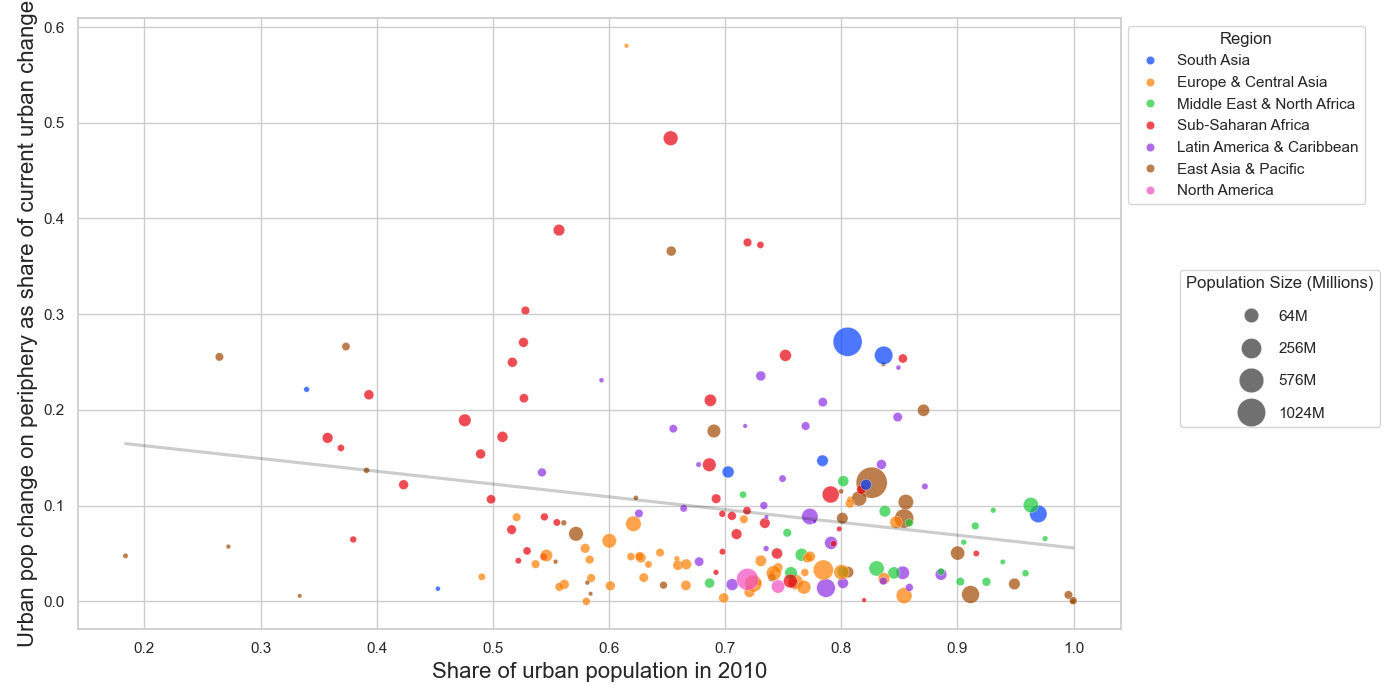 Urban pop change on periphery as share of current urban change
0.6
0.5
0.4
0.3
0.2
0.1
0.0
0.2
0.3
0.4
0.5
0.6
0.7
0.8
0.9
1.0
Share of urban population in 2010
Region
South Asia
Europe & Central Asia
Middle East & North Africa
Sub-Saharan Africa
Latin America & Caribbean
East Asia & Pacific
North America
Population Size (Millions)
64M
256M
576M
1024M